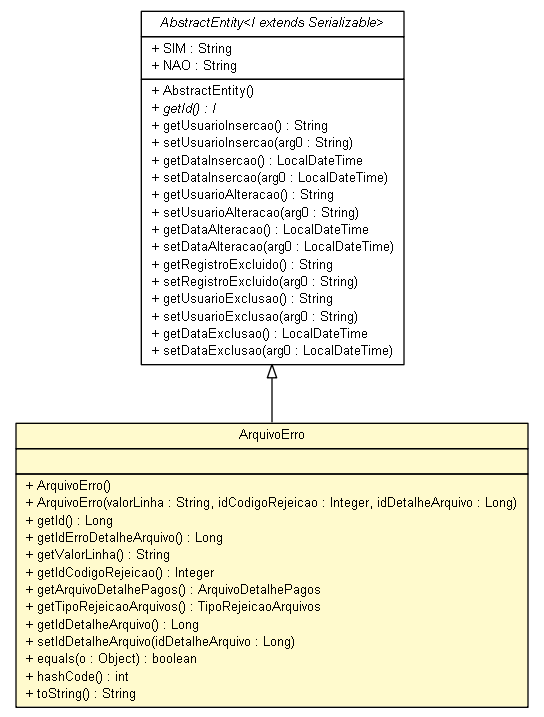 AbstractEntity<I extends Serializable>
+ SIM : String
+ NAO : String
+ AbstractEntity()
+ getId() : I
+ getUsuarioInsercao() : String
+ setUsuarioInsercao(arg0 : String)
+ getDataInsercao() : LocalDateTime
+ setDataInsercao(arg0 : LocalDateTime)
+ getUsuarioAlteracao() : String
+ setUsuarioAlteracao(arg0 : String)
+ getDataAlteracao() : LocalDateTime
+ setDataAlteracao(arg0 : LocalDateTime)
+ getRegistroExcluido() : String
+ setRegistroExcluido(arg0 : String)
+ getUsuarioExclusao() : String
+ setUsuarioExclusao(arg0 : String)
+ getDataExclusao() : LocalDateTime
+ setDataExclusao(arg0 : LocalDateTime)
ArquivoErro
+ ArquivoErro()
+ ArquivoErro(valorLinha : String, idCodigoRejeicao : Integer, idDetalheArquivo : Long)
+ getId() : Long
+ getIdErroDetalheArquivo() : Long
+ getValorLinha() : String
+ getIdCodigoRejeicao() : Integer
+ getArquivoDetalhePagos() : ArquivoDetalhePagos
+ getTipoRejeicaoArquivos() : TipoRejeicaoArquivos
+ getIdDetalheArquivo() : Long
+ setIdDetalheArquivo(idDetalheArquivo : Long)
+ equals(o : Object) : boolean
+ hashCode() : int
+ toString() : String